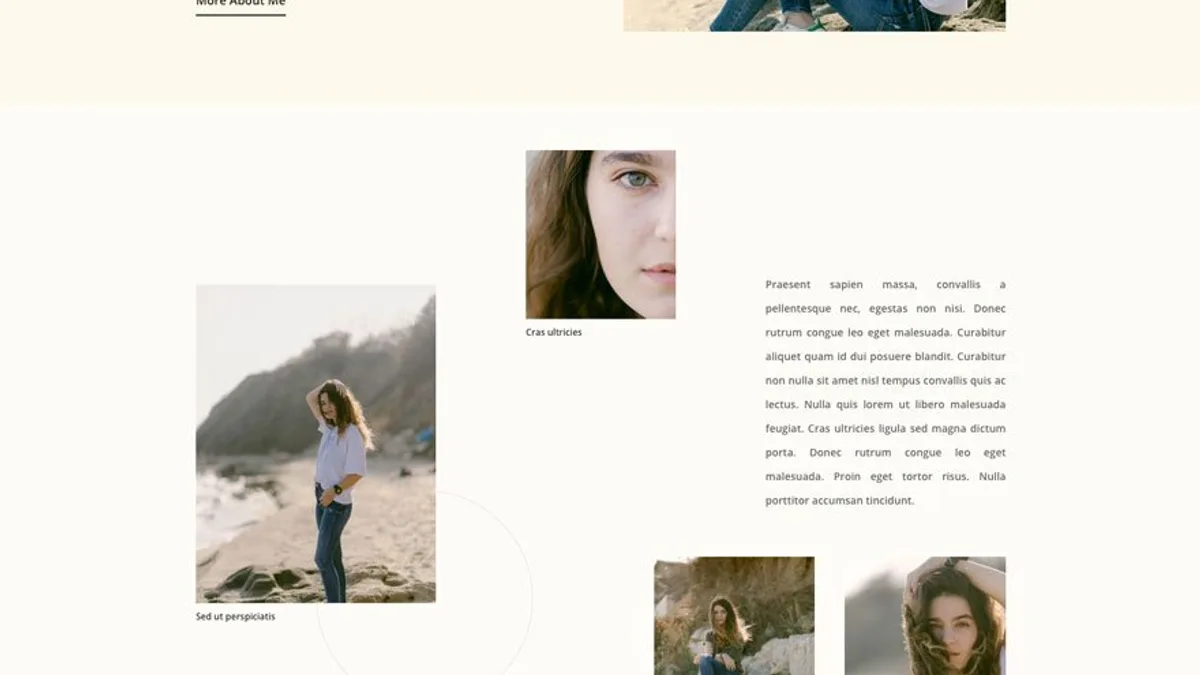 More About Me
Cras ultricies
Praesent sapien massa, convallis a
pellentesque nec, egestas non nisi. Donec
rutrum congue leo eget malesuada. Curabitur
aliquet quam id dui posuere blandit. Curabitur
non nulla sit amet nisl tempus convallis quis ac
lectus. Nulla quis lorem ut libero malesuada
feugiat. Cras ultricies ligula sed magna dictum
porta. Donec rutrum congue leo eget
malesuada. Proin eget tortor risus. Nulla
porttitor accumsan tincidunt.
Sed ut perspiciatis